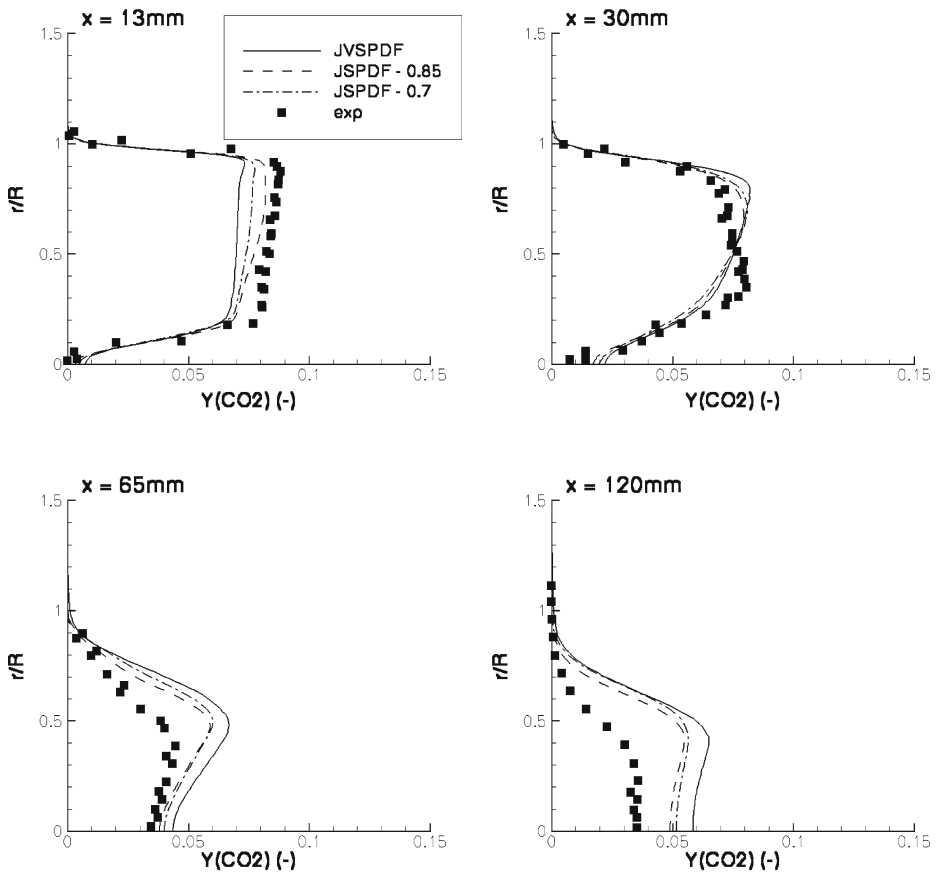 x = 13mm
1.5
1
0.5
0
r/R
0
0.05
0.1
0.15
Y(CO2) (-)
JVSPDF
JSPDF - 0.85
JSPDF - 0.7
exp
x = 30mm
1.5
1
0.5
0
r/R
0
0.05
0.1
0.15
Y(CO2) (-)
x = 65mm
1.5
1
0.5
0
r/R
0
0.05
0.1
0.15
Y(CO2) (-)
x = 120mm
1.5
1
0.5
0
r/R
0
0.05
0.1
0.15
Y(CO2) (-)